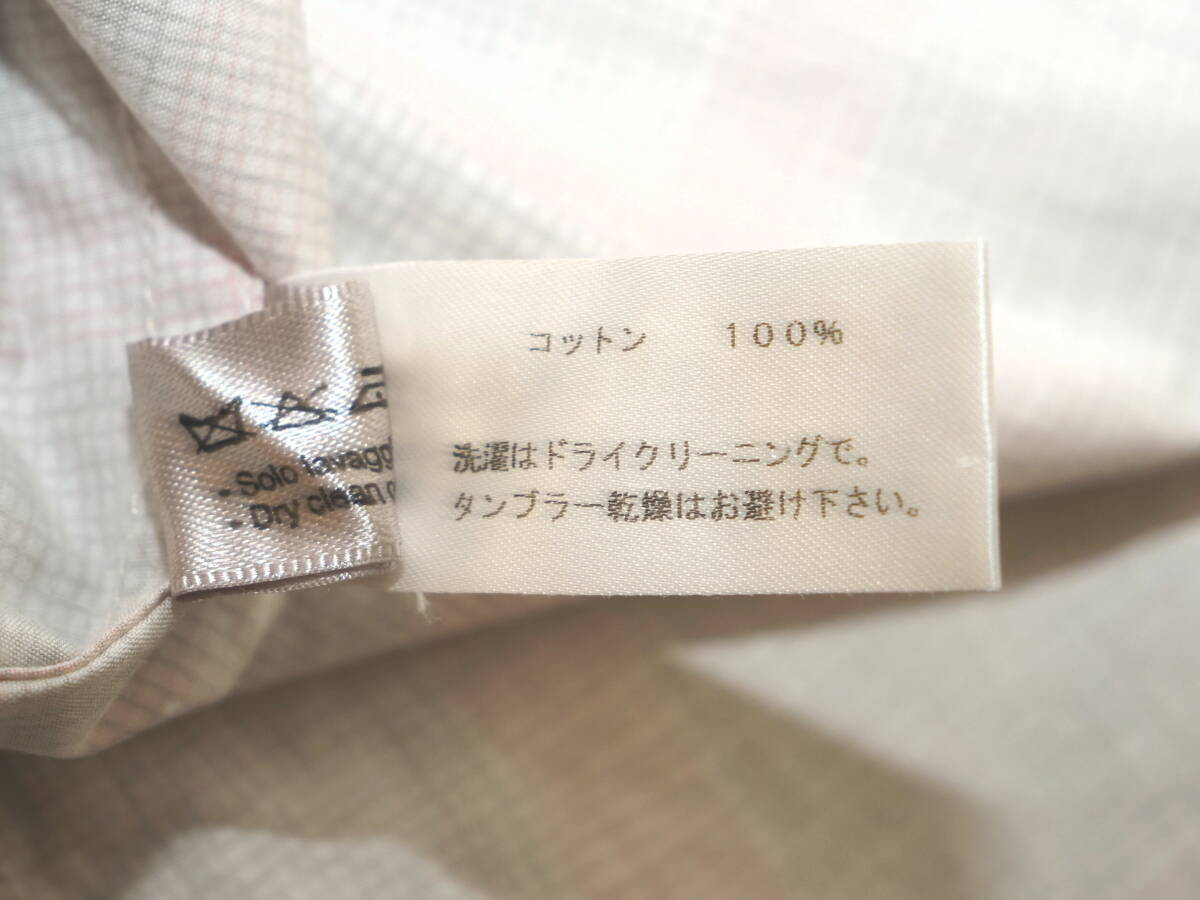 コットン 100%
洗濯はドライクリーニングで。
タンブラー乾燥はお避け下さい。
- Solo lavagg
- Dry clean